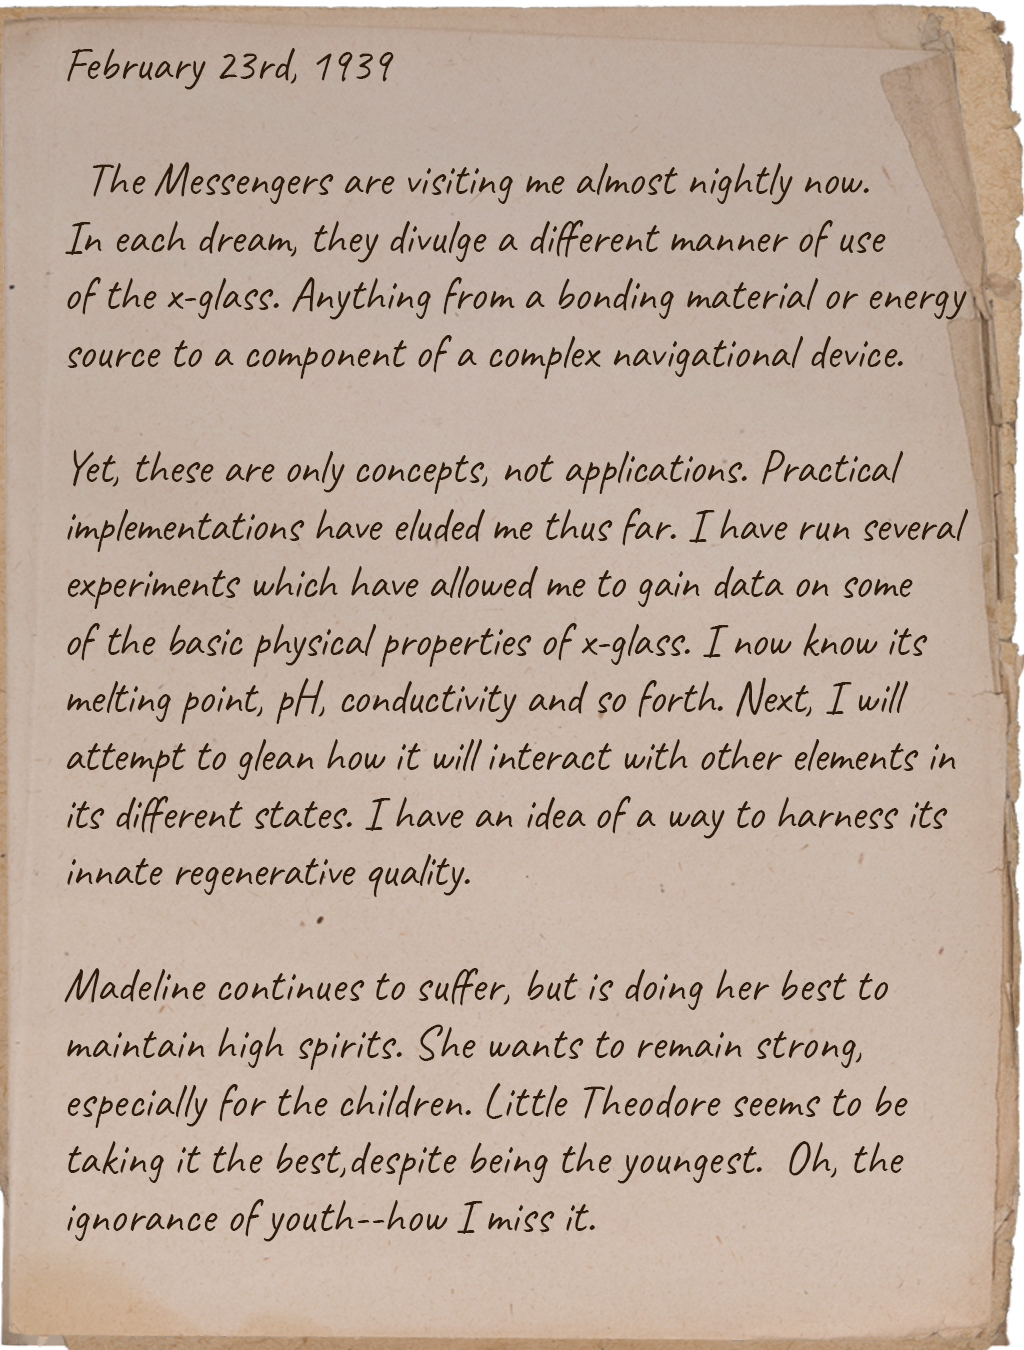 February 23rd, 1939
The Messengers are visiting me almost nightly now.
In each dream, they divulge a different manner of use
of the x-glass. Anything from a bonding material or energy
source to a component of a complex navigational device.
Yet, these are only concepts, not applications. Practical
implementations have eluded me thus far. I have run several
experiments which have allowed me to gain data on some
of the basic physical properties of x-glass. I now know its
melting point, pH, conductivity and so forth. Next, I will
attempt to glean how it will interact with other elements in
its different states. I have an idea of a way to harness its
innate regenerative quality.
Madeline continues to suffer, but is doing her best to
maintain high spirits. She wants to remain strong,
especially for the children. Little Theodore seems to be
taking it the best,despite being the youngest. Oh, the
ignorance of youth--how I miss it.